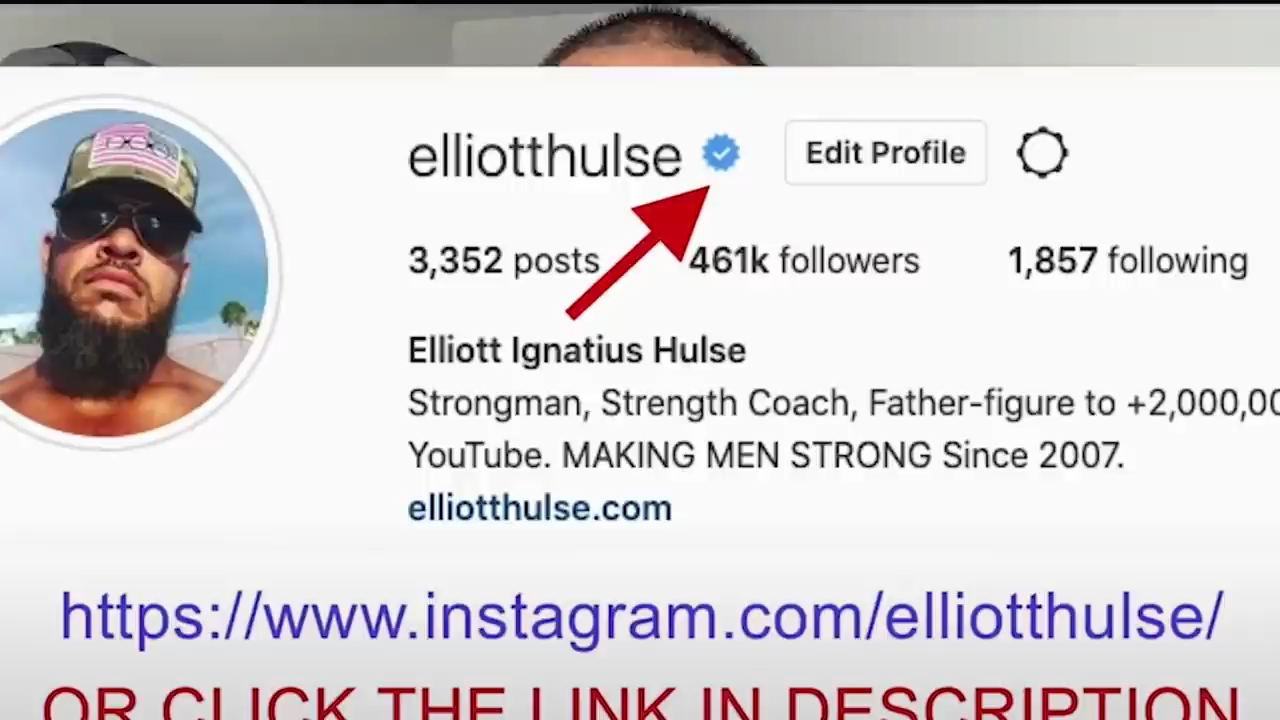 elliotthulse Edit Profile
3,352 posts 461k followers 1,857 following
Elliott Ignatius Hulse
Strongman, Strength Coach, Father-figure to +2,000,00
YouTube. MAKING MEN STRONG Since 2007.
elliotthulse.com
https://www.instagram.com/elliotthulse/
OR CLICK THE LINK IN DESCRIPTION